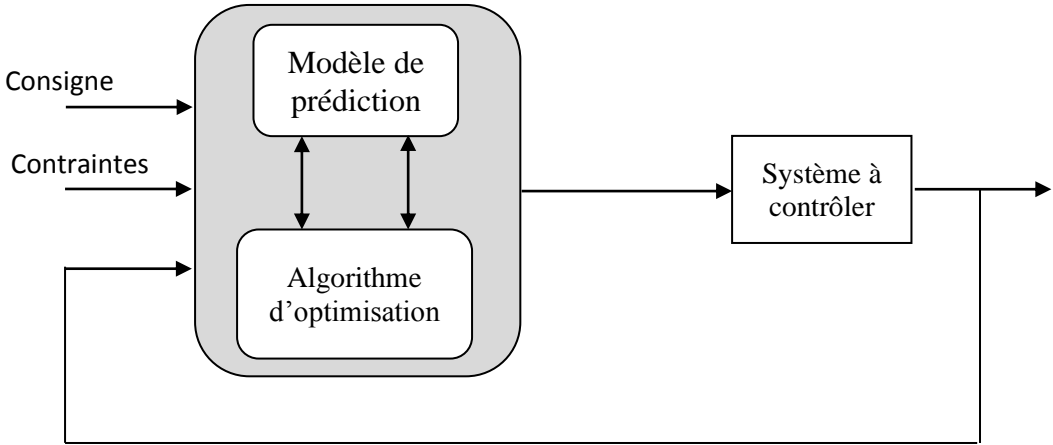 Modèle de
prédiction
Consigne
Contraintes
Système à
contrôler
Algorithme
d’optimisation